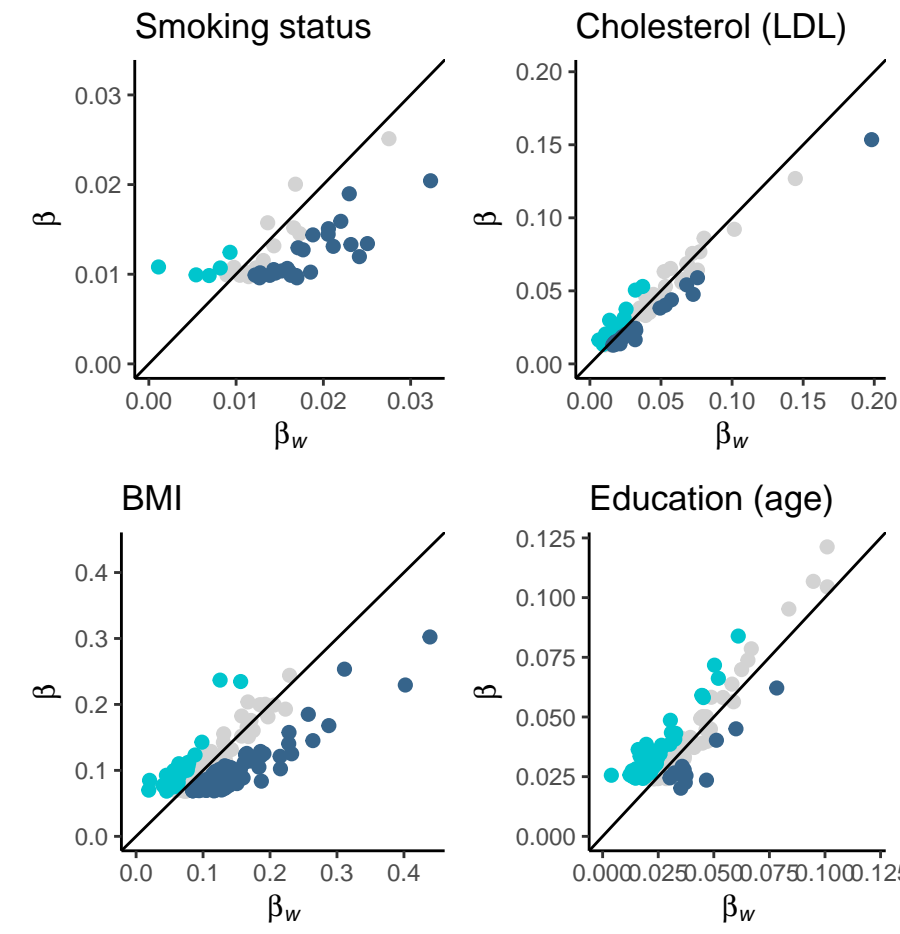 Smoking status
0.03
0.02
0.01
0.00
β
0.00 0.01 0.02 0.03
βw
Cholesterol (LDL)
0.20
0.15
0.10
0.05
0.00
β
0.00 0.05 0.10 0.15 0.20
βw
BMI
0.4
0.3
0.2
0.1
0.0
β
0.0 0.1 0.2 0.3 0.4
βw
Education (age)
0.125
0.100
0.075
0.050
0.025
0.000
β
0.000 0.025 0.050 0.075 0.100 0.125
βw